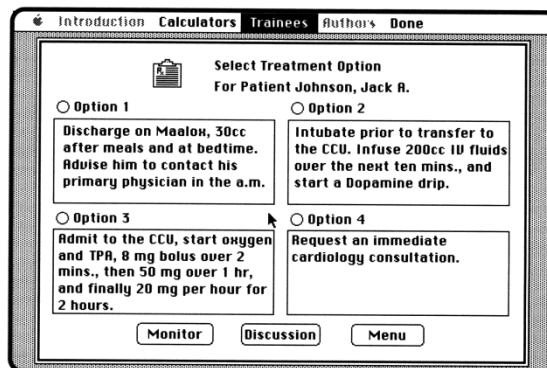 Introduction Calculators Trainees Authors Done
Select Treatment Option
For Patient Johnson, Jack A.
Option 1
Discharge on Maalox, 30cc
after meals and at bedtime.
Advise him to contact his
primary physician in the a.m.
Option 2
Intubate prior to transfer to
the CCU. Infuse 200cc IV fluids
over the next ten mins., and
start a Dopamine drip.
Option 3
Admit to the CCU, start oxygen
and TPA, 8 mg bolus over 2
mins., then 50 mg over 1 hr,
and finally 20 mg per hour for
2 hours.
Option 4
Request an immediate
cardiology consultation.
Monitor Discussion Menu